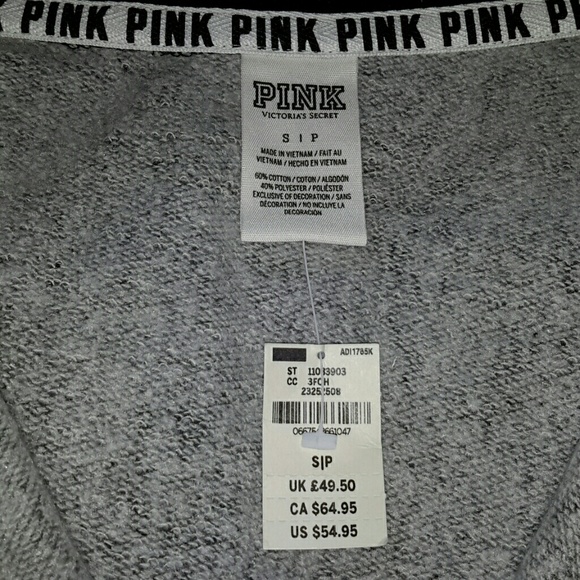 PINK PINK PINK PINK PINK PINK PINK
PINK
VICTORIA'S SECRET
S | P
MADE IN VIETNAM / FAIT AU
VIETNAM / HECHO EN VIETNAM
60% COTTON / COTON / ALGODÓN
40% POLYESTER / POLIÉSTER
EXCLUSIVE OF DECORATION / SANS
DÉCORATION / NO INCLUYE LA
DECORACIÓN
ADI1765K
ST
CC 3FCH
S|P
UK £49.50
CA $64.95
US $54.95